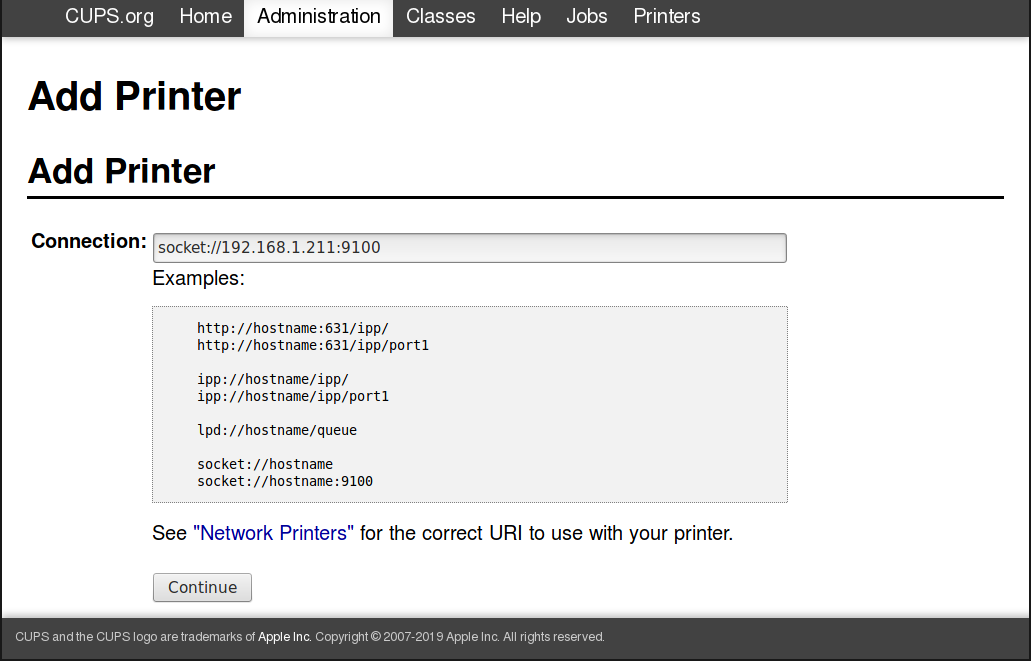 CUPS.org Home Administration Classes Help Jobs Printers
Add Printer
Add Printer
Connection: socket://192.168.1.211:9100
Examples:
http://hostname:631/ipp/
http://hostname:631/ipp/port1
ipp://hostname/ipp/
ipp://hostname/ipp/port1
lpd://hostname/queue
socket://hostname
socket://hostname:9100
See "Network Printers" for the correct URI to use with your printer.
Continue
CUPS and the CUPS logo are trademarks of Apple Inc. Copyright © 2007-2019 Apple Inc. All rights reserved.